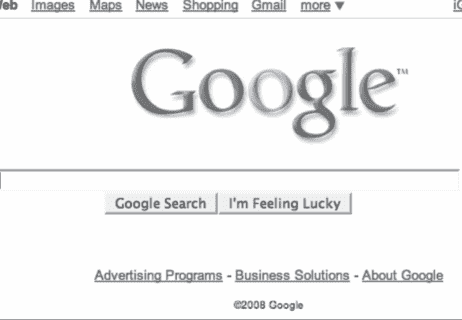 Web Images Maps News Shopping Gmail more ▼
Google™
Google Search I'm Feeling Lucky
Advertising Programs - Business Solutions - About Google
©2008 Google